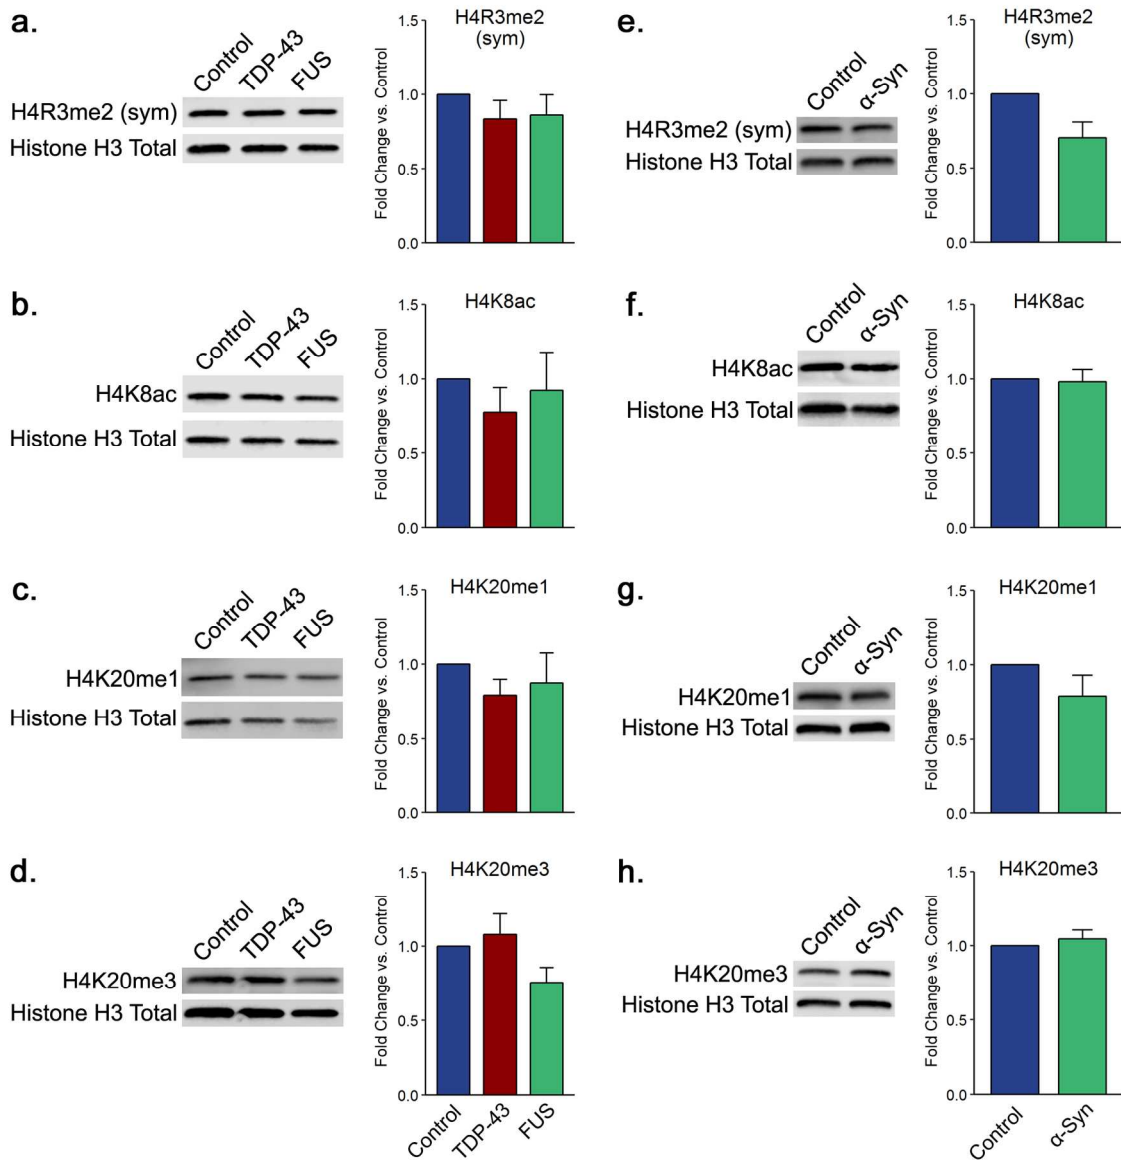 a.
Control
TDP-43
FUS
H4R3me2 (sym)
Histone H3 Total
H4R3me2
(sym)
Fold Change vs. Control
1.5
1.0
0.5
0.0
e.
Control
α-Syn
H4R3me2 (sym)
Histone H3 Total
H4R3me2
(sym)
Fold Change vs. Control
1.5
1.0
0.5
0.0
b.
Control
TDP-43
FUS
H4K8ac
Histone H3 Total
H4K8ac
Fold Change vs. Control
1.5
1.0
0.5
0.0
f.
Control
α-Syn
H4K8ac
Histone H3 Total
H4K8ac
Fold Change vs. Control
1.5
1.0
0.5
0.0
c.
Control
TDP-43
FUS
H4K20me1
Histone H3 Total
H4K20me1
Fold Change vs. Control
1.5
1.0
0.5
0.0
g.
Control
α-Syn
H4K20me1
Histone H3 Total
H4K20me1
Fold Change vs. Control
1.5
1.0
0.5
0.0
d.
Control
TDP-43
FUS
H4K20me3
Histone H3 Total
H4K20me3
Fold Change vs. Control
1.5
1.0
0.5
0.0
Control
TDP-43
FUS
h.
Control
α-Syn
H4K20me3
Histone H3 Total
H4K20me3
Fold Change vs. Control
1.5
1.0
0.5
0.0
Control
α-Syn